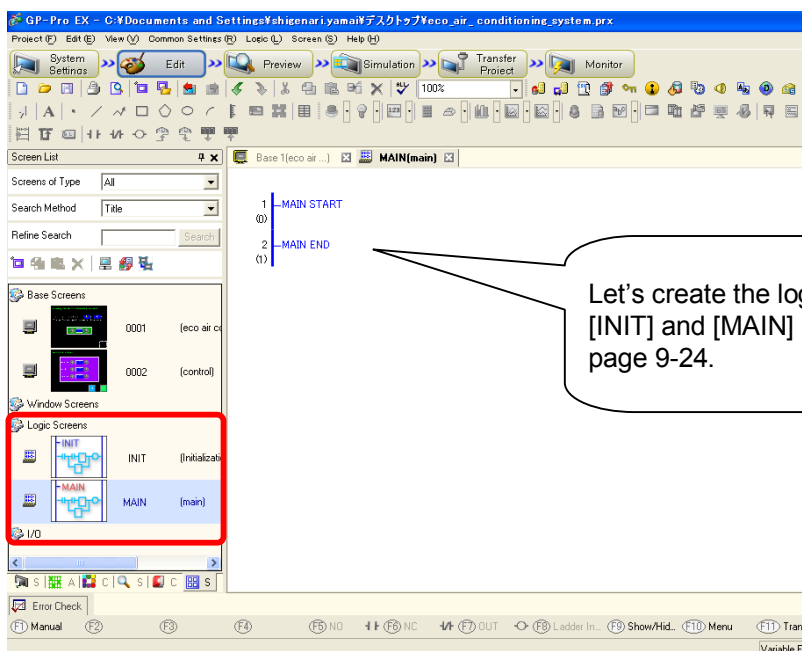 GP-Pro EX - C:¥Documents and Settings¥shigenari.yamai¥デスクトップ¥eco_air_conditioning_system.prx
Project (F) Edit (E) View (V) Common Settings (R) Logic (L) Screen (S) Help (H)
System Settings >> Edit >> Preview >> Simulation >> Transfer Project >> Monitor
100%
Screen List
Base 1(eco air ...) MAIN(main)
Screens of Type All
Search Method Title
Refine Search Search
1 MAIN START
(0)
2 MAIN END
(1)
Let's create the log
[INIT] and [MAIN]
page 9-24.
Base Screens
0001 (eco air co
0002 (control)
Window Screens
Logic Screens
INIT INIT (Initializati
MAIN MAIN (main)
I/O
S A C S C S
Error Check
(F1) Manual (F2) (F3) (F4) (F5) NO (F6) NC (F7) OUT (F8) Ladder In... (F9) Show/Hid... (F10) Menu (F11) Tran
Variable F